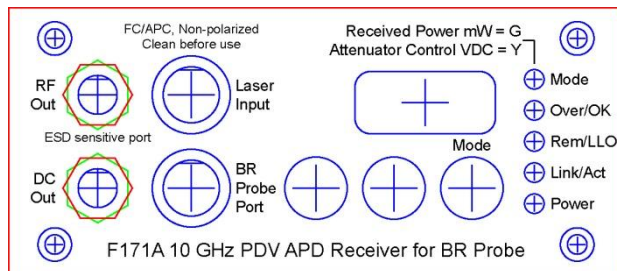 FC/APC, Non-polarized
Clean before use
Received Power mW = G
Attenuator Control VDC = Y
RF
Out
Laser
Input
Mode
Over/OK
ESD sensitive port
Rem/LLO
Mode
DC
Out
BR
Probe
Port
Link/Act
Power
F171A 10 GHz PDV APD Receiver for BR Probe